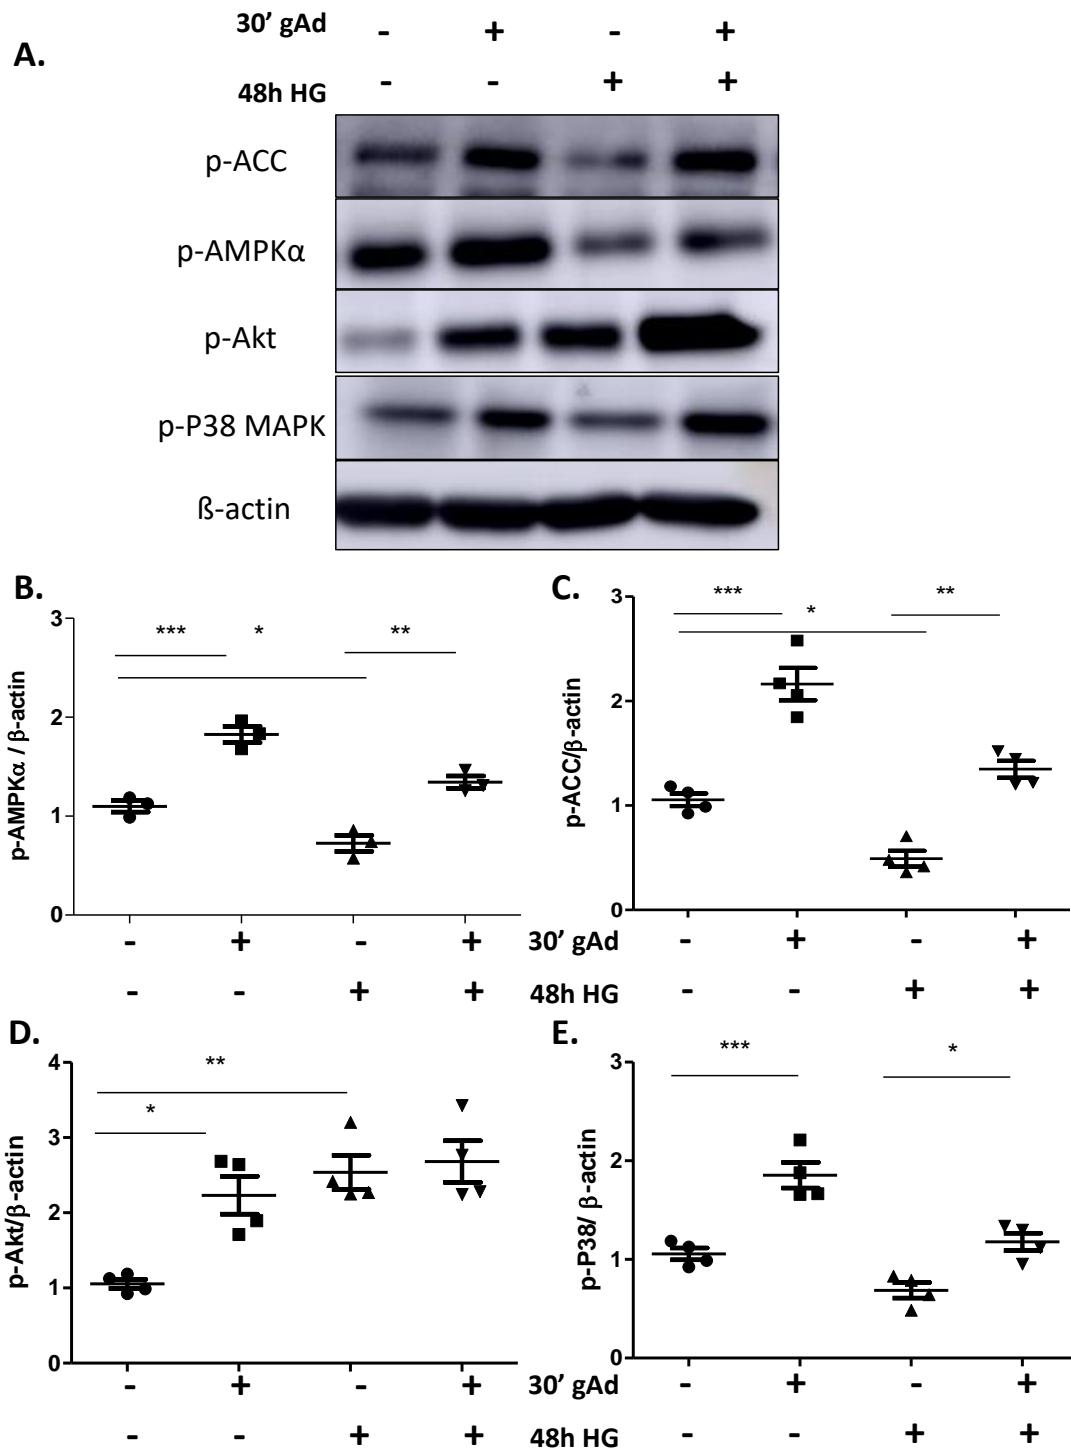 A.
30’ gAd - + - +
48h HG - - + +
p-ACC
p-AMPKα
p-Akt
p-P38 MAPK
ß-actin
B.
p-AMPKα / β-actin
3
2
1
0
*** * **
C.
p-ACC/β-actin
3
2
1
0
*** * **
- + - + 30’ gAd - + - +
- - + + 48h HG - - + +
D.
p-Akt/β-actin
4
3
2
1
0
**
*
E.
p-P38/ β-actin
3
2
1
0
*** *
- + - + 30’ gAd - + - +
- - + + 48h HG - - + +